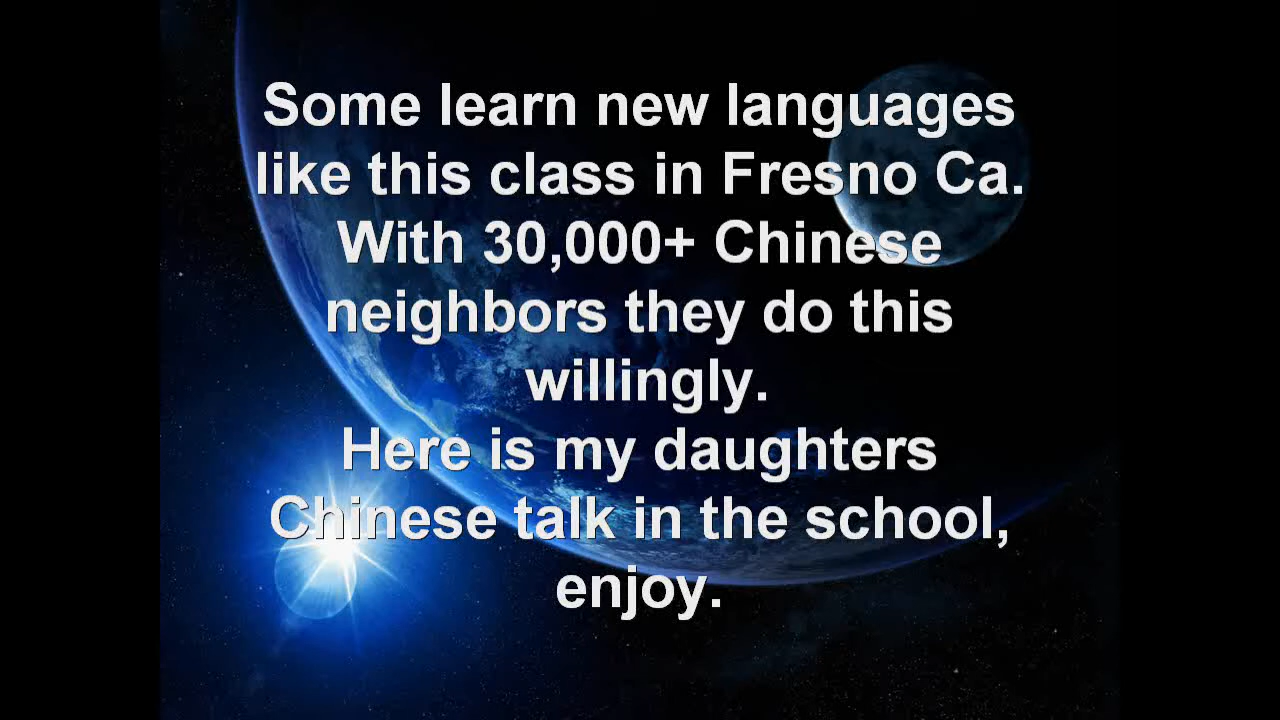 Some learn new languages
like this class in Fresno Ca.
With 30,000+ Chinese
neighbors they do this
willingly.
Here is my daughters
Chinese talk in the school,
enjoy.